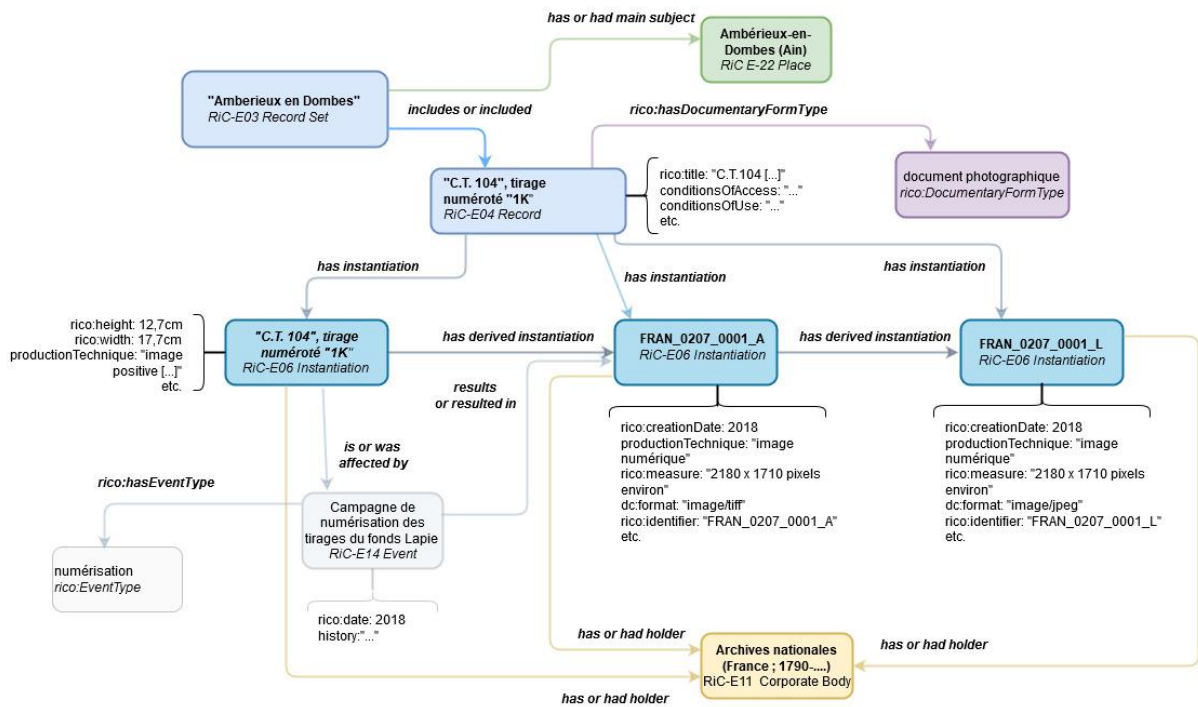 has or had main subject
Ambérieux-en-
Dombes (Ain)
RiC E-22 Place
"Amberieux en Dombes"
RiC-E03 Record Set
includes or included
rico:hasDocumentaryFormType
"C.T. 104", tirage
numéroté "1K"
RiC-E04 Record
rico:title: "C.T.104 [...]"
conditionsOfAccess: "..."
conditionsOfUse: "..."
etc.
document photographique
rico:DocumentaryFormType
has instantiation
has instantiation
has instantiation
rico:height: 12,7cm
rico:width: 17,7cm
productionTechnique: "image
positive [...]"
etc.
"C.T. 104", tirage
numéroté "1K"
RiC-E06 Instantiation
has derived instantiation
FRAN_0207_0001_A
RiC-E06 Instantiation
has derived instantiation
FRAN_0207_0001_L
RiC-E06 Instantiation
results
or resulted in
is or was
affected by
rico:creationDate: 2018
productionTechnique: "image
numérique"
rico:measure: "2180 x 1710 pixels
environ"
dc:format: "image/tiff"
rico:identifier: "FRAN_0207_0001_A"
etc.
rico:creationDate: 2018
productionTechnique: "image
numérique"
rico:measure: "2180 x 1710 pixels
environ"
dc:format: "image/jpeg"
rico:identifier: "FRAN_0207_0001_L"
etc.
rico:hasEventType
Campagne de
numérisation des
tirages du fonds Lapie
RiC-E14 Event
numérisation
rico:EventType
rico:date: 2018
history:"..."
has or had holder
has or had holder
Archives nationales
(France ; 1790-....)
RiC-E11 Corporate Body
has or had holder